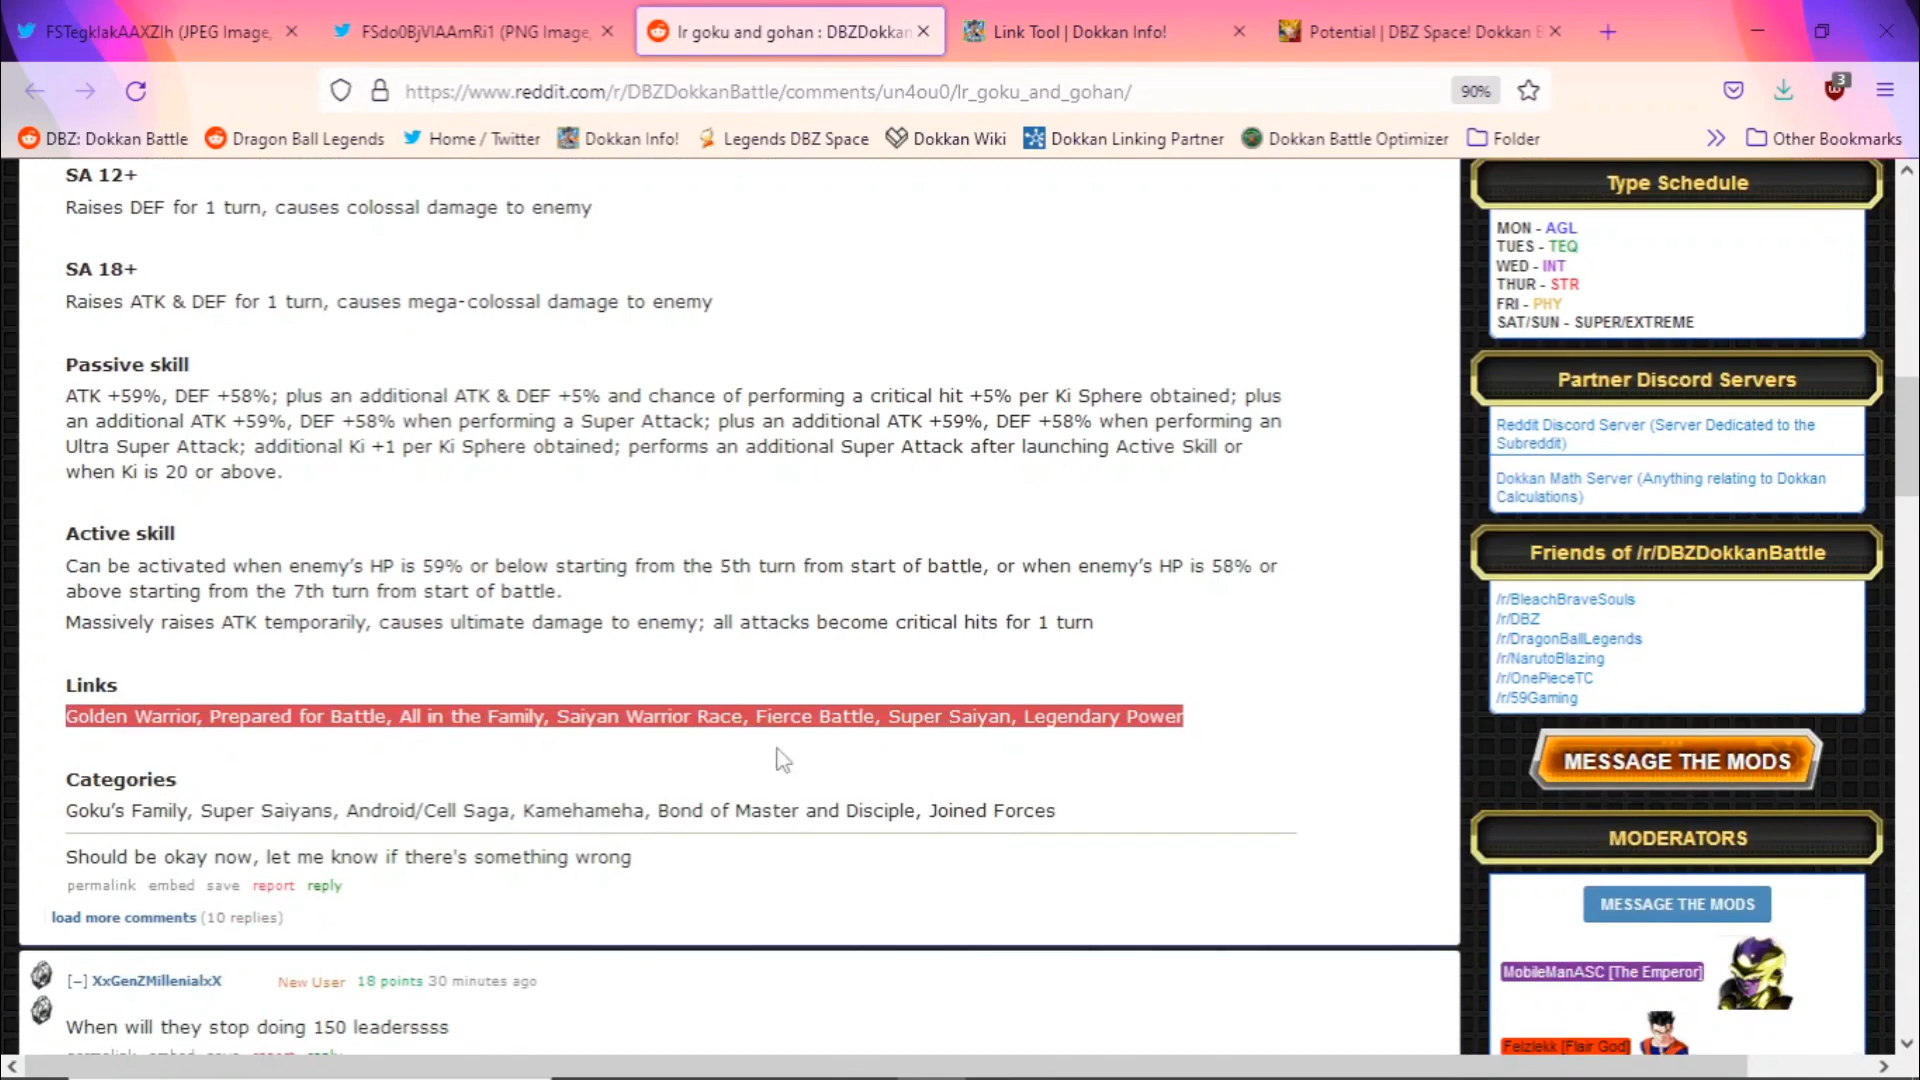 FSTegkIakAAXZIh (JPEG Image,
FSdo0BjVIAAmRi1 (PNG Image,
lr goku and gohan : DBZDokkan
Link Tool | Dokkan Info!
Potential | DBZ Space! Dokkan B
https://www.reddit.com/r/DBZDokkanBattle/comments/un4ou0/lr_goku_and_gohan/
90%
3
DBZ: Dokkan Battle
Dragon Ball Legends
Home / Twitter
Dokkan Info!
Legends DBZ Space
Dokkan Wiki
Dokkan Linking Partner
Dokkan Battle Optimizer
Folder
Other Bookmarks
SA 12+
Raises DEF for 1 turn, causes colossal damage to enemy
SA 18+
Raises ATK & DEF for 1 turn, causes mega-colossal damage to enemy
Passive skill
ATK +59%, DEF +58%; plus an additional ATK & DEF +5% and chance of performing a critical hit +5% per Ki Sphere obtained; plus
an additional ATK +59%, DEF +58% when performing a Super Attack; plus an additional ATK +59%, DEF +58% when performing an
Ultra Super Attack; additional Ki +1 per Ki Sphere obtained; performs an additional Super Attack after launching Active Skill or
when Ki is 20 or above.
Active skill
Can be activated when enemy's HP is 59% or below starting from the 5th turn from start of battle, or when enemy's HP is 58% or
above starting from the 7th turn from start of battle.
Massively raises ATK temporarily, causes ultimate damage to enemy; all attacks become critical hits for 1 turn
Links
Golden Warrior, Prepared for Battle, All in the Family, Saiyan Warrior Race, Fierce Battle, Super Saiyan, Legendary Power
Categories
Goku's Family, Super Saiyans, Android/Cell Saga, Kamehameha, Bond of Master and Disciple, Joined Forces
Should be okay now, let me know if there's something wrong
permalink embed save report reply
load more comments (10 replies)
[–] XxGenZMillenialxX New User 18 points 30 minutes ago
When will they stop doing 150 leaderssss
permalink embed save report reply
Type Schedule
MON - AGL
TUES - TEQ
WED - INT
THUR - STR
FRI - PHY
SAT/SUN - SUPER/EXTREME
Partner Discord Servers
Reddit Discord Server (Server Dedicated to the
Subreddit)
Dokkan Math Server (Anything relating to Dokkan
Calculations)
Friends of /r/DBZDokkanBattle
/r/BleachBraveSouls
/r/DBZ
/r/DragonBallLegends
/r/NarutoBlazing
/r/OnePieceTC
/r/59Gaming
MESSAGE THE MODS
MODERATORS
MESSAGE THE MODS
MobileManASC [The Emperor]
Felzlekk [Flair God]